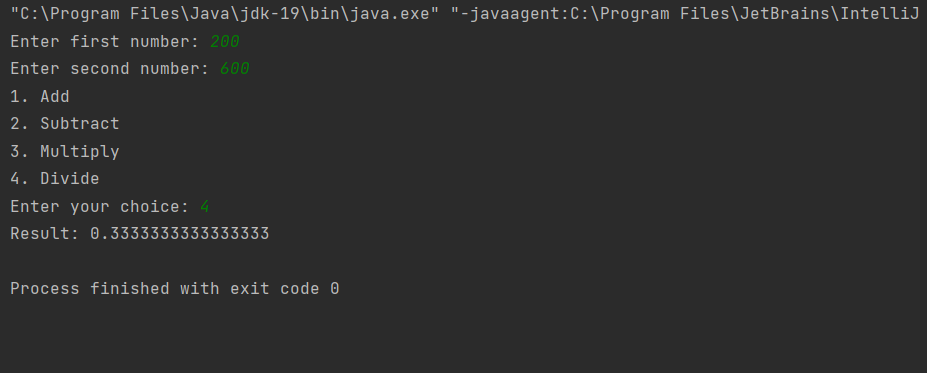 "C:\Program Files\Java\jdk-19\bin\java.exe" "-javaagent:C:\Program Files\JetBrains\IntelliJ
Enter first number: 200
Enter second number: 600
1. Add
2. Subtract
3. Multiply
4. Divide
Enter your choice: 4
Result: 0.3333333333333333
Process finished with exit code 0